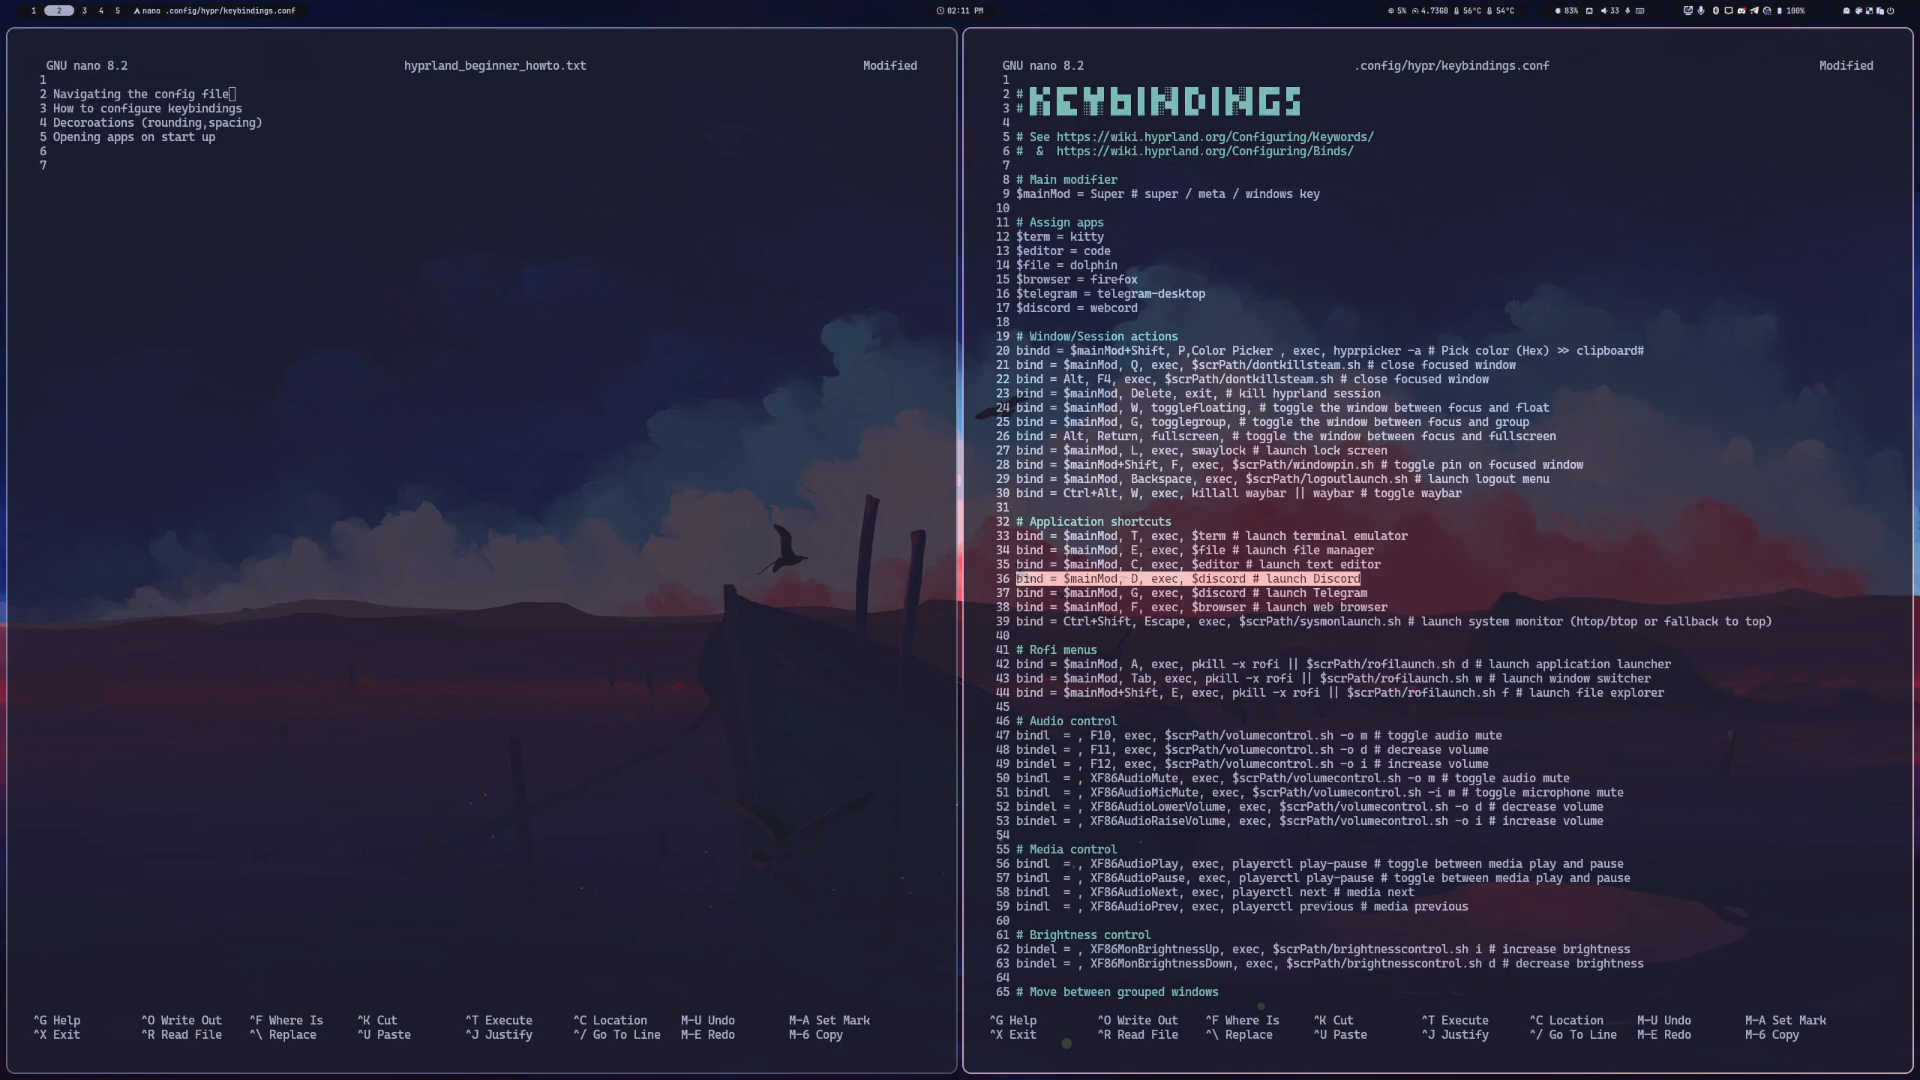 1 2 3 4 5 nano .config/hypr/keybindings.conf
02:11 PM
5% 4.73GB 56°C 54°C
83% 33
100%
GNU nano 8.2 hyprland_beginner_howto.txt Modified
1
2 Navigating the config file
3 How to configure keybindings
4 Decoroations (rounding,spacing)
5 Opening apps on start up
6
7
^G Help ^O Write Out ^F Where Is ^K Cut ^T Execute ^C Location M-U Undo M-A Set Mark
^X Exit ^R Read File ^\ Replace ^U Paste ^J Justify ^/ Go To Line M-E Redo M-6 Copy
GNU nano 8.2 .config/hypr/keybindings.conf Modified
1
2 # KEYbINDINGS
3 #
4
5 # See https://wiki.hyprland.org/Configuring/Keywords/
6 #  &  https://wiki.hyprland.org/Configuring/Binds/
7
8 # Main modifier
9 $mainMod = Super # super / meta / windows key
10
11 # Assign apps
12 $term = kitty
13 $editor = code
14 $file = dolphin
15 $browser = firefox
16 $telegram = telegram-desktop
17 $discord = webcord
18
19 # Window/Session actions
20 bindd = $mainMod+Shift, P,Color Picker , exec, hyprpicker -a # Pick color (Hex) >> clipboard#
21 bind = $mainMod, Q, exec, $scrPath/dontkillsteam.sh # close focused window
22 bind = Alt, F4, exec, $scrPath/dontkillsteam.sh # close focused window
23 bind = $mainMod, Delete, exit, # kill hyprland session
24 bind = $mainMod, W, togglefloating, # toggle the window between focus and float
25 bind = $mainMod, G, togglegroup, # toggle the window between focus and group
26 bind = Alt, Return, fullscreen, # toggle the window between focus and fullscreen
27 bind = $mainMod, L, exec, swaylock # launch lock screen
28 bind = $mainMod+Shift, F, exec, $scrPath/windowpin.sh # toggle pin on focused window
29 bind = $mainMod, Backspace, exec, $scrPath/logoutlaunch.sh # launch logout menu
30 bind = Ctrl+Alt, W, exec, killall waybar || waybar # toggle waybar
31
32 # Application shortcuts
33 bind = $mainMod, T, exec, $term # launch terminal emulator
34 bind = $mainMod, E, exec, $file # launch file manager
35 bind = $mainMod, C, exec, $editor # launch text editor
36 bind = $mainMod, D, exec, $discord # launch Discord
37 bind = $mainMod, G, exec, $discord # launch Telegram
38 bind = $mainMod, F, exec, $browser # launch web browser
39 bind = Ctrl+Shift, Escape, exec, $scrPath/sysmonlaunch.sh # launch system monitor (htop/btop or fallback to top)
40
41 # Rofi menus
42 bind = $mainMod, A, exec, pkill -x rofi || $scrPath/rofilaunch.sh d # launch application launcher
43 bind = $mainMod, Tab, exec, pkill -x rofi || $scrPath/rofilaunch.sh w # launch window switcher
44 bind = $mainMod+Shift, E, exec, pkill -x rofi || $scrPath/rofilaunch.sh f # launch file explorer
45
46 # Audio control
47 bindl  = , F10, exec, $scrPath/volumecontrol.sh -o m # toggle audio mute
48 bindel = , F11, exec, $scrPath/volumecontrol.sh -o d # decrease volume
49 bindel = , F12, exec, $scrPath/volumecontrol.sh -o i # increase volume
50 bindl  = , XF86AudioMute, exec, $scrPath/volumecontrol.sh -o m # toggle audio mute
51 bindl  = , XF86AudioMicMute, exec, $scrPath/volumecontrol.sh -i m # toggle microphone mute
52 bindel = , XF86AudioLowerVolume, exec, $scrPath/volumecontrol.sh -o d # decrease volume
53 bindel = , XF86AudioRaiseVolume, exec, $scrPath/volumecontrol.sh -o i # increase volume
54
55 # Media control
56 bindl  = , XF86AudioPlay, exec, playerctl play-pause # toggle between media play and pause
57 bindl  = , XF86AudioPause, exec, playerctl play-pause # toggle between media play and pause
58 bindl  = , XF86AudioNext, exec, playerctl next # media next
59 bindl  = , XF86AudioPrev, exec, playerctl previous # media previous
60
61 # Brightness control
62 bindel = , XF86MonBrightnessUp, exec, $scrPath/brightnesscontrol.sh i # increase brightness
63 bindel = , XF86MonBrightnessDown, exec, $scrPath/brightnesscontrol.sh d # decrease brightness
64
65 # Move between grouped windows
^G Help ^O Write Out ^F Where Is ^K Cut ^T Execute ^C Location M-U Undo M-A Set Mark
^X Exit ^R Read File ^\ Replace ^U Paste ^J Justify ^/ Go To Line M-E Redo M-6 Copy